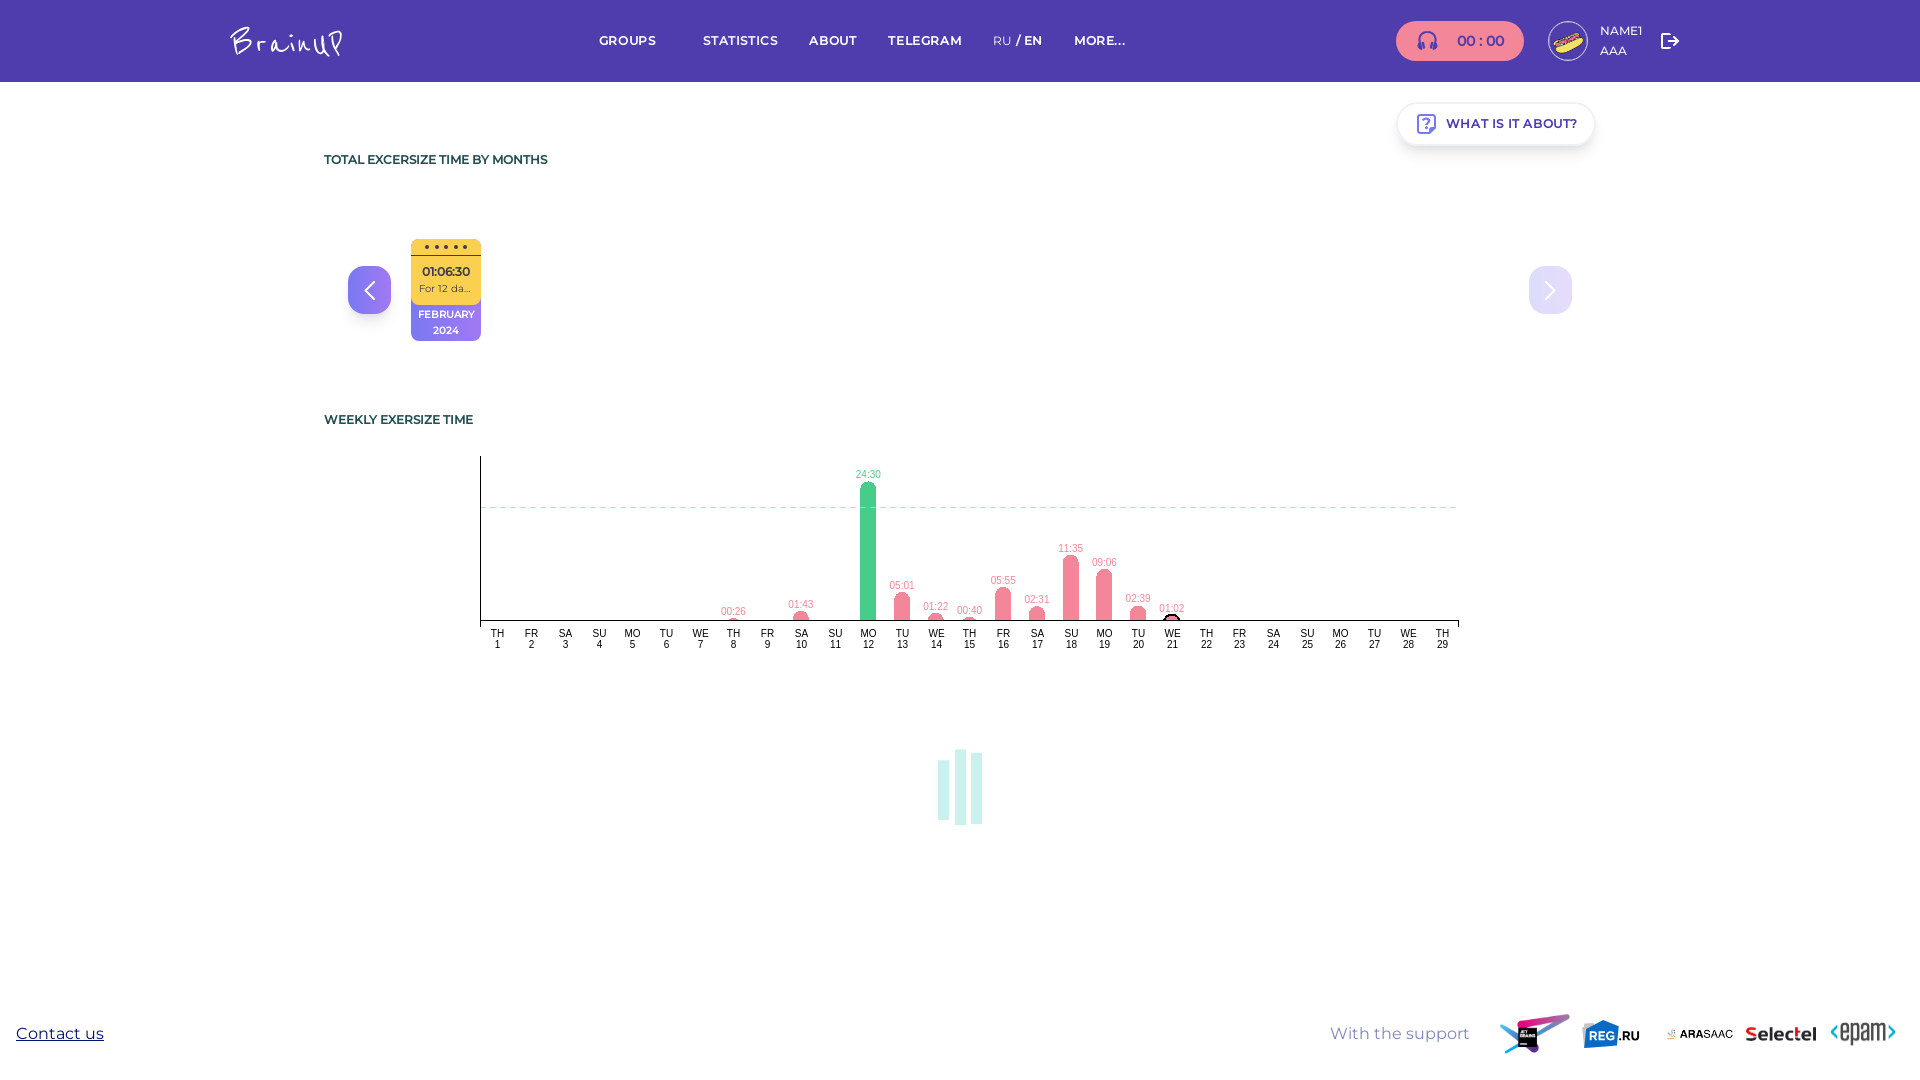 BrainUP
GROUPS
STATISTICS
ABOUT
TELEGRAM
RU / EN
MORE...
00 : 00
NAME1
AAA
WHAT IS IT ABOUT?
TOTAL EXCERSIZE TIME BY MONTHS
01:06:30
For 12 da...
FEBRUARY
2024
WEEKLY EXERSIZE TIME
24:30
11:35
09:06
05:55
05:01
02:31
02:39
01:43
01:22
01:02
00:26
00:40
TH FR SA SU MO TU WE TH FR SA SU MO TU WE TH FR SA SU MO TU WE TH FR SA SU MO TU WE TH
1 2 3 4 5 6 7 8 9 10 11 12 13 14 15 16 17 18 19 20 21 22 23 24 25 26 27 28 29
Contact us
With the support
JET
BRAINS
REG.RU
ARASAAC
Selectel
<epam>